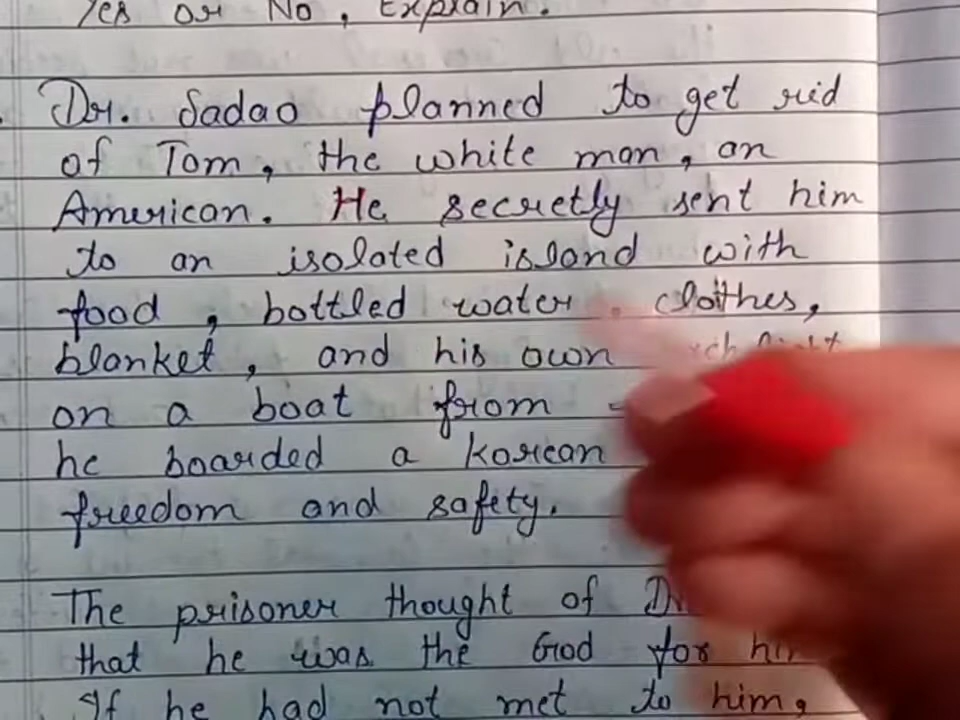 Yes or No, Explain.
Dr. Sadao planned to get rid
of Tom, the white man, an
American. He secretly sent him
to an isolated island with
food, bottled water, clothes,
blanket, and his own
on a boat from
he boarded a Korean
freedom and safety.
The prisoner thought of
that he was the God for him
If he had not met to him,